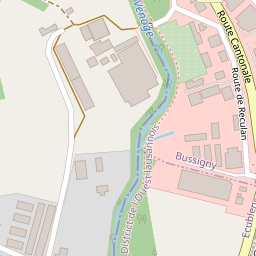 Venoge
Route Cantonale
Route de Reculan
Bussigny
District de l'Ouest lausannois
Ecublens